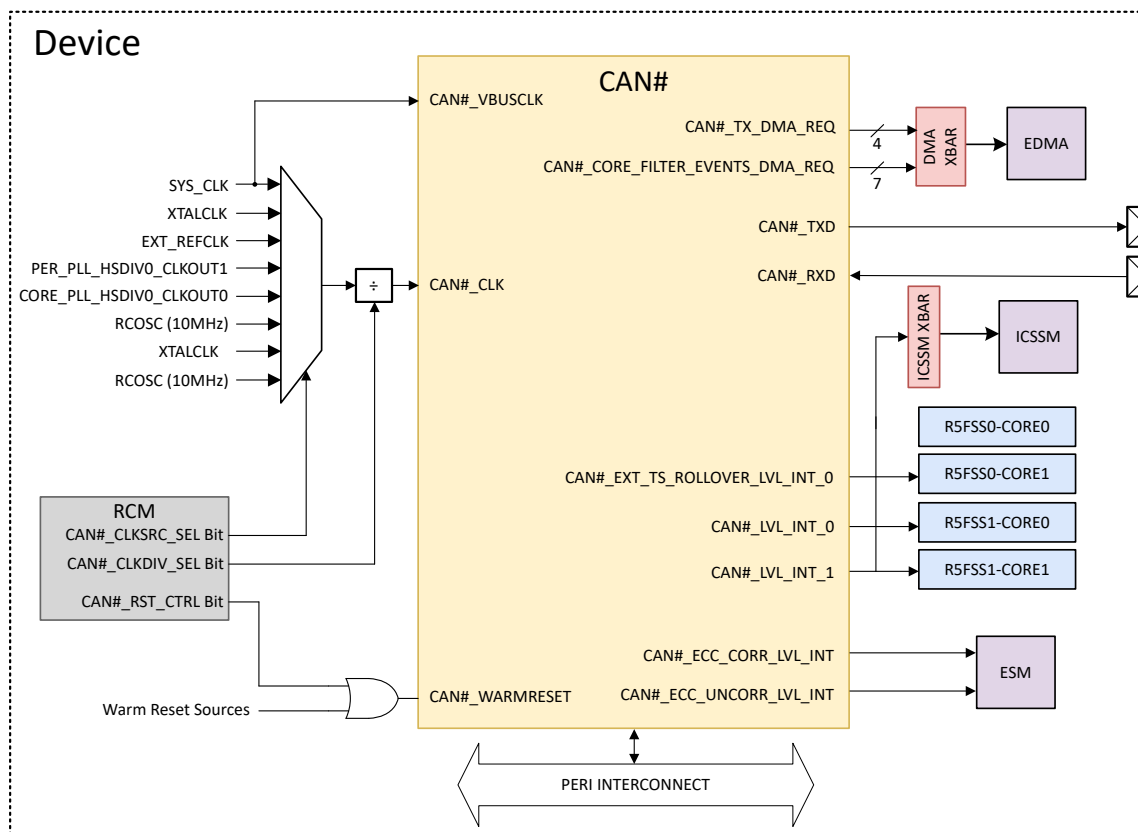 Device
CAN#
CAN#_VBUSCLK
CAN#_TX_DMA_REQ
4
DMA
XBAR
EDMA
CAN#_CORE_FILTER_EVENTS_DMA_REQ
7
SYS_CLK
XTALCLK
EXT_REFCLK
PER_PLL_HSDIV0_CLKOUT1
CORE_PLL_HSDIV0_CLKOUT0
RCOSC (10MHz)
XTALCLK
RCOSC (10MHz)
÷
CAN#_CLK
CAN#_TXD
CAN#_RXD
ICSSM XBAR
ICSSM
R5FSS0-CORE0
CAN#_EXT_TS_ROLLOVER_LVL_INT_0
R5FSS0-CORE1
CAN#_LVL_INT_0
R5FSS1-CORE0
CAN#_LVL_INT_1
R5FSS1-CORE1
RCM
CAN#_CLKSRC_SEL Bit
CAN#_CLKDIV_SEL Bit
CAN#_RST_CTRL Bit
Warm Reset Sources
CAN#_WARMRESET
CAN#_ECC_CORR_LVL_INT
CAN#_ECC_UNCORR_LVL_INT
ESM
PERI INTERCONNECT